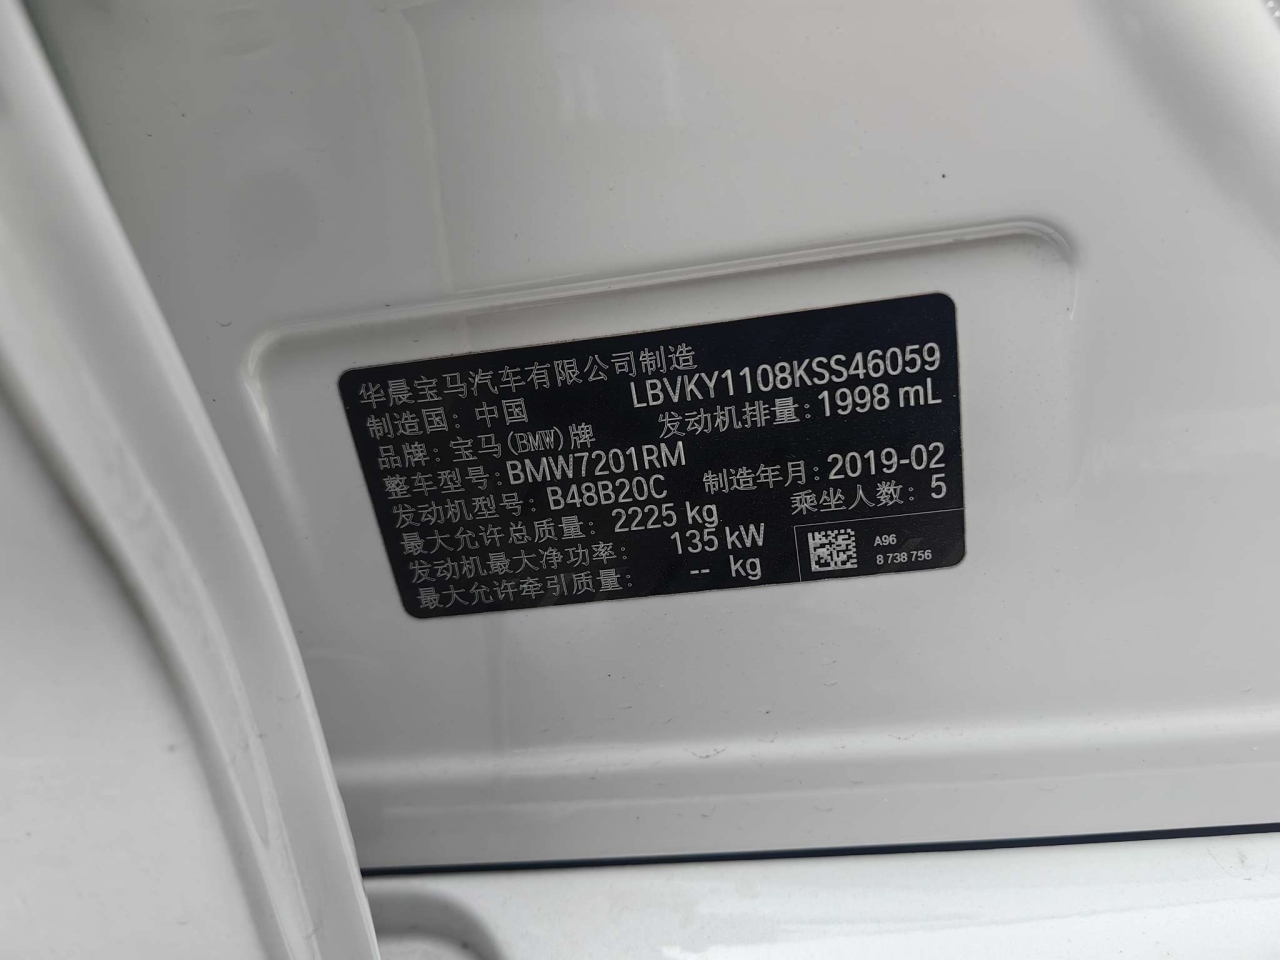 华晨宝马汽车有限公司制造
制造国：中国 LBVKY1108KSS46059
品牌：宝马(BMW)牌 发动机排量：1998 mL
整车型号：BMW7201RM
发动机型号：B48B20C 制造年月：2019-02
最大允许总质量：2225 kg 乘坐人数：5
发动机最大净功率：135 kW
最大允许牵引质量：-- kg
A96
8 738 756